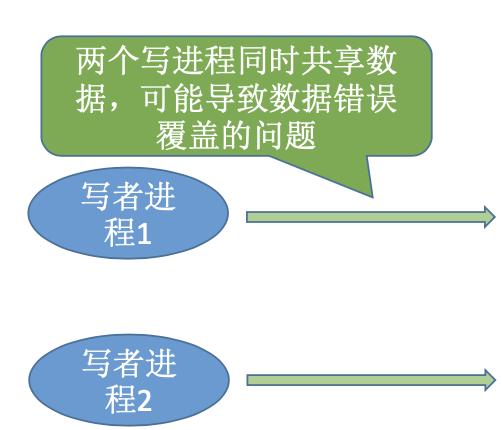 两个写进程同时共享数
据，可能导致数据错误
覆盖的问题
写者进
程1
写者进
程2